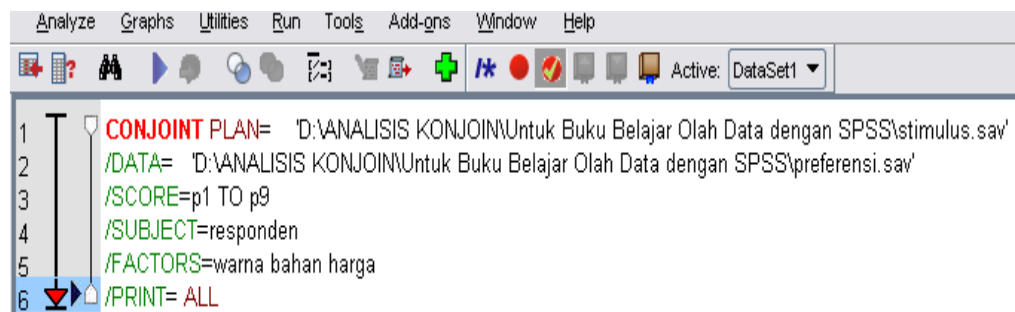 Analyze Graphs Utilities Run Tools Add-ons Window Help
Active: DataSet1
1 CONJOINT PLAN= 'D:\ANALISIS KONJOIN\Untuk Buku Belajar Olah Data dengan SPSS\stimulus.sav'
2 /DATA= 'D:\ANALISIS KONJOIN\Untuk Buku Belajar Olah Data dengan SPSS\preferensi.sav'
3 /SCORE=p1 TO p9
4 /SUBJECT=responden
5 /FACTORS=warna bahan harga
6 /PRINT= ALL